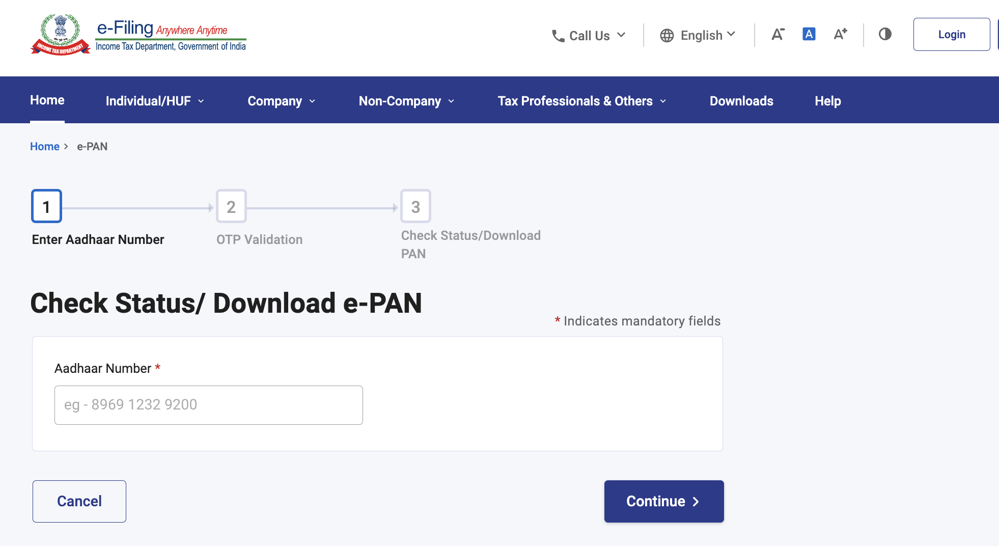 e-Filing Anywhere Anytime
Income Tax Department, Government of India
INCOME TAX DEPARTMENT
Call Us
English
A-
A
A+
Login
Home
Individual/HUF
Company
Non-Company
Tax Professionals & Others
Downloads
Help
Home > e-PAN
1
2
3
Enter Aadhaar Number
OTP Validation
Check Status/Download
PAN
Check Status/ Download e-PAN
* Indicates mandatory fields
Aadhaar Number *
eg - 8969 1232 9200
Cancel
Continue >